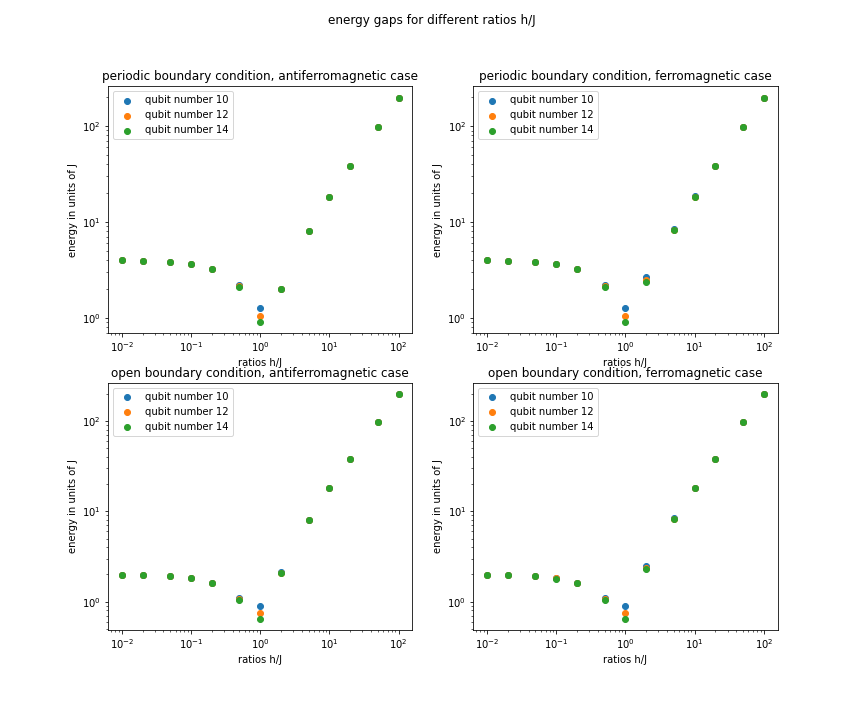 energy gaps for different ratios h/J
periodic boundary condition, antiferromagnetic case
qubit number 10
qubit number 12
qubit number 14
energy in units of J
10²
10¹
10⁰
10⁻² 10⁻¹ 10⁰ 10¹ 10²
ratios h/J
periodic boundary condition, ferromagnetic case
qubit number 10
qubit number 12
qubit number 14
energy in units of J
10²
10¹
10⁰
10⁻² 10⁻¹ 10⁰ 10¹ 10²
ratios h/J
open boundary condition, antiferromagnetic case
qubit number 10
qubit number 12
qubit number 14
energy in units of J
10²
10¹
10⁰
10⁻² 10⁻¹ 10⁰ 10¹ 10²
ratios h/J
open boundary condition, ferromagnetic case
qubit number 10
qubit number 12
qubit number 14
energy in units of J
10²
10¹
10⁰
10⁻² 10⁻¹ 10⁰ 10¹ 10²
ratios h/J